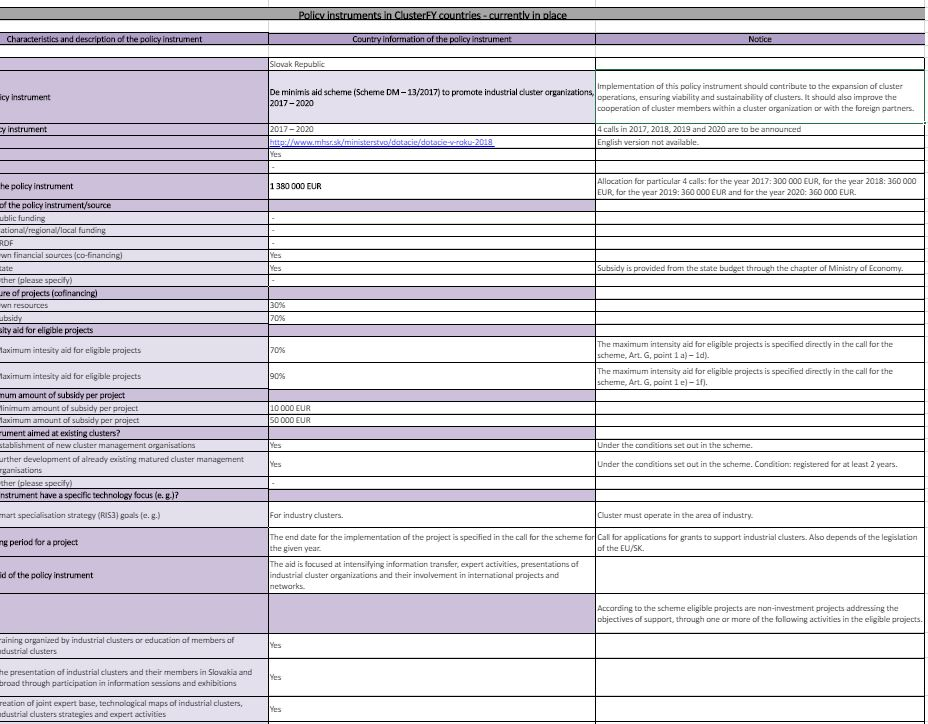 Policy instruments in ClusterFY countries - currently in place
Characteristics and description of the policy instrument
Country information of the policy instrument
Notice
Slovak Republic
icy instrument
De minimis aid scheme (Scheme DM – 13/2017) to promote industrial cluster organizations,
2017 – 2020
Implementation of this policy instrument should contribute to the expansion of cluster
operations, ensuring viability and sustainability of clusters. It should also improve the
cooperation of cluster members within a cluster organization or with the foreign partners.
y instrument
2017 – 2020
4 calls in 2017, 2018, 2019 and 2020 are to be announced
http://www.mhsr.sk/ministerstvo/dotacie/dotacie-v-roku-2018
English version not available.
Yes
-
the policy instrument
1 380 000 EUR
Allocation for particular 4 calls: for the year 2017: 300 000 EUR, for the year 2018: 360 000
EUR, for the year 2019: 360 000 EUR and for the year 2020: 360 000 EUR.
of the policy instrument/source
ublic funding
-
ational/regional/local funding
-
RDF
-
wn financial sources (co-financing)
Yes
tate
Yes
Subsidy is provided from the state budget through the chapter of Ministry of Economy.
Other (please specify)
-
ure of projects (cofinancing)
wn resources
30%
ubsidy
70%
sity aid for eligible projects
Maximum intesity aid for eligible projects
70%
The maximum intensity aid for eligible projects is specified directly in the call for the
scheme, Art. G, point 1 a) – 1d).
Maximum intesity aid for eligible projects
90%
The maximum intensity aid for eligible projects is specified directly in the call for the
scheme, Art. G, point 1 e) – 1f).
mum amount of subsidy per project
Minimum amount of subsidy per project
10 000 EUR
Maximum amount of subsidy per project
50 000 EUR
rument aimed at existing clusters?
stablishment of new cluster management organisations
Yes
Under the conditions set out in the scheme.
urther development of already existing matured cluster management
rganisations
Yes
Under the conditions set out in the scheme. Condition: registered for at least 2 years.
Other (please specify)
-
instrument have a specific technology focus (e. g.)?
mart specialisation strategy (RIS3) goals (e. g.)
For industry clusters.
Cluster must operate in the area of industry.
ng period for a project
The end date for the implementation of the project is specified in the call for the scheme for
the given year.
Call for applications for grants to support industrial clusters. Also depends of the legislation
of the EU/SK.
id of the policy instrument
The aid is focused at intensifying information transfer, expert activities, presentations of
industrial cluster organizations and their involvement in international projects and
networks.
According to the scheme eligible projects are non-investment projects addressing the
objectives of support, through one or more of the following activities in the eligible projects.
raining organized by industrial clusters or education of members of
ndustrial clusters
Yes
he presentation of industrial clusters and their members in Slovakia and
broad through participation in information sessions and exhibitions
Yes
reation of joint expert base, technological maps of industrial clusters,
ndustrial clusters strategies and expert activities
Yes